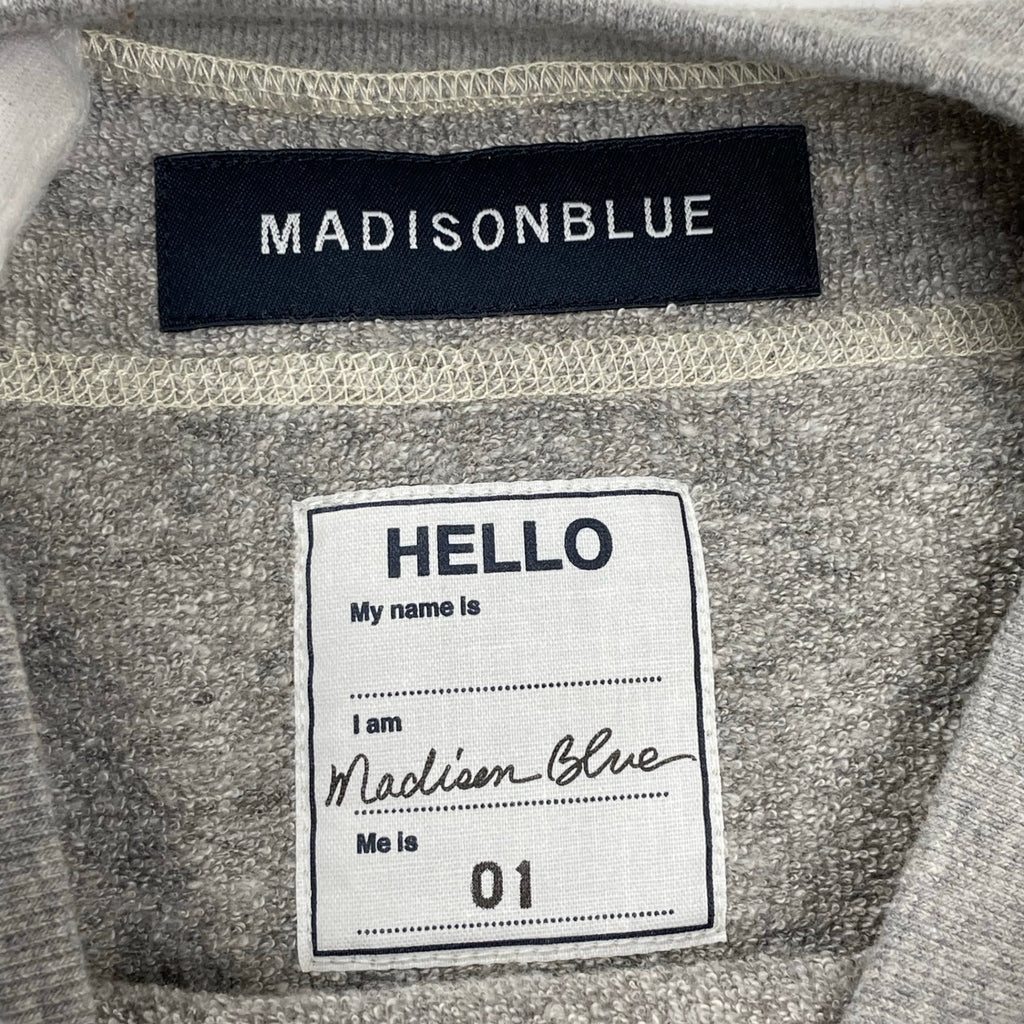 MADISONBLUE
HELLO
My name is
I am
Madison Blue
Me is
01